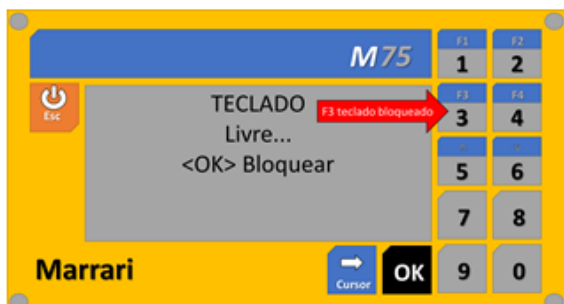 M75
F1
1
F2
2
Esc
TECLADO
Livre...
<OK> Bloquear
F3 teclado bloqueado
F3
3
F4
4
5
6
7
8
Marrari
Cursor
OK
9
0